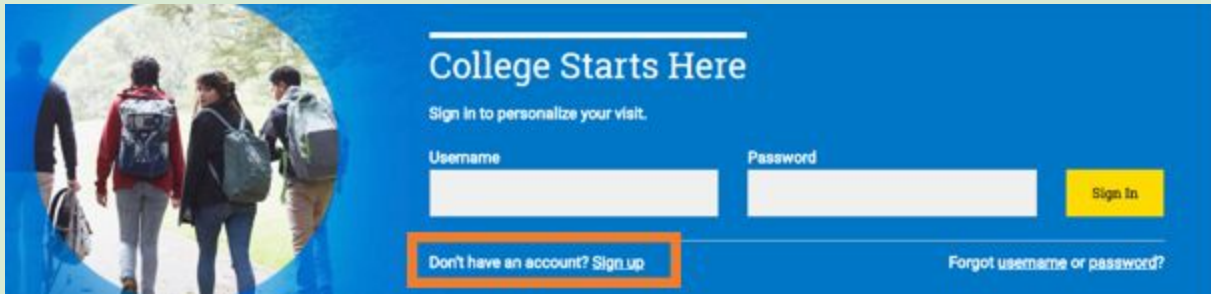 College Starts Here
Sign in to personalize your visit.
Username
Password
Sign In
Don't have an account? Sign up
Forgot username or password?